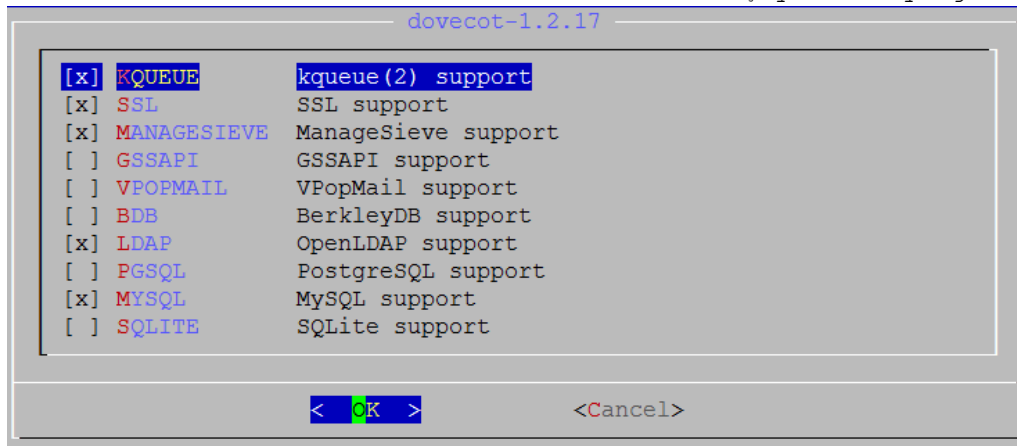 dovecot-1.2.17
[x] KQUEUE kqueue(2) support
[x] SSL SSL support
[x] MANAGESIEVE ManageSieve support
[ ] GSSAPI GSSAPI support
[ ] VPOPMAIL VPopMail support
[ ] BDB BerkleyDB support
[x] LDAP OpenLDAP support
[ ] PGSQL PostgreSQL support
[x] MYSQL MySQL support
[ ] SQLITE SQLite support
< OK > <Cancel>